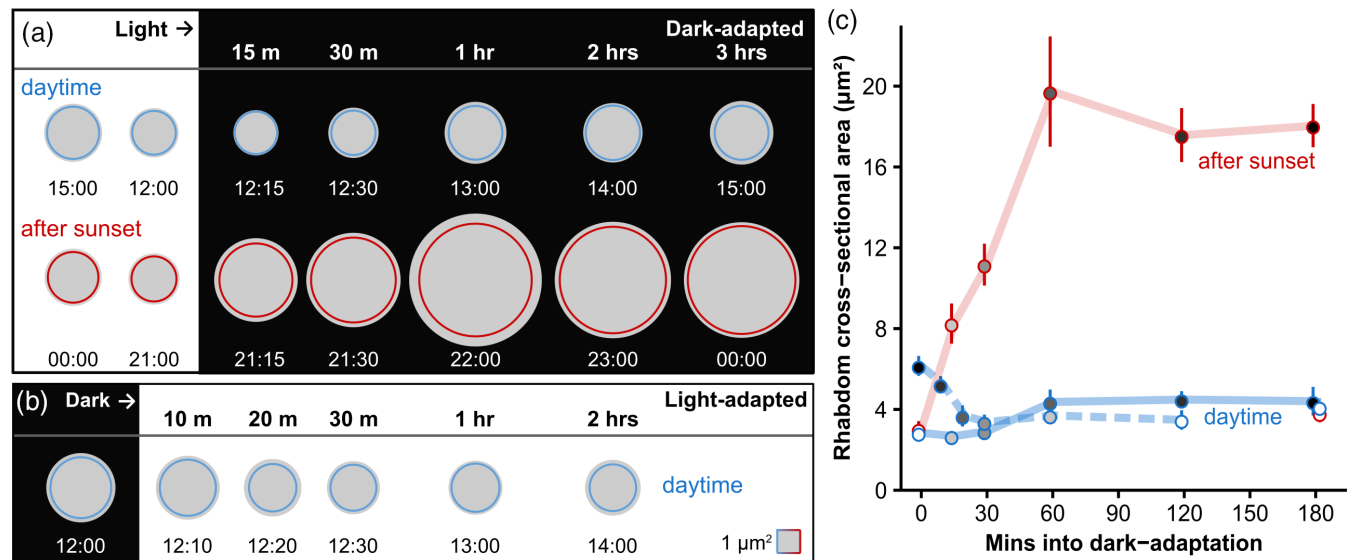 (a)
Light →
Dark-adapted
15 m 30 m 1 hr 2 hrs 3 hrs
daytime
15:00 12:00 12:15 12:30 13:00 14:00 15:00
after sunset
00:00 21:00 21:15 21:30 22:00 23:00 00:00
(b)
Dark →
Light-adapted
10 m 20 m 30 m 1 hr 2 hrs
daytime
12:00 12:10 12:20 12:30 13:00 14:00
1 µm²
(c)
Rhabdom cross−sectional area (µm²)
20
16
12
8
4
0
after sunset
daytime
0 30 60 90 120 150 180
Mins into dark−adaptation